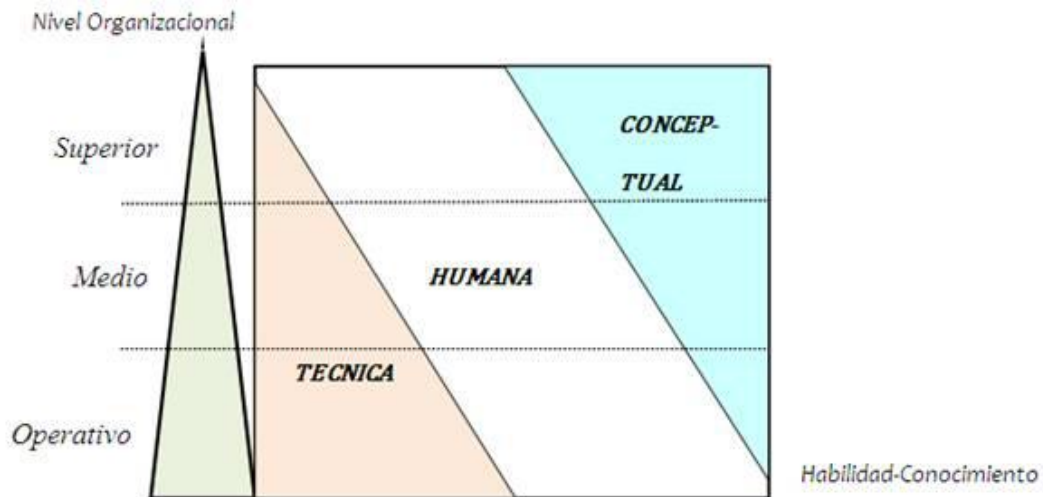 Nivel Organizacional
Superior
CONCEP-
TUAL
Medio
HUMANA
TECNICA
Operativo
Habilidad-Conocimiento